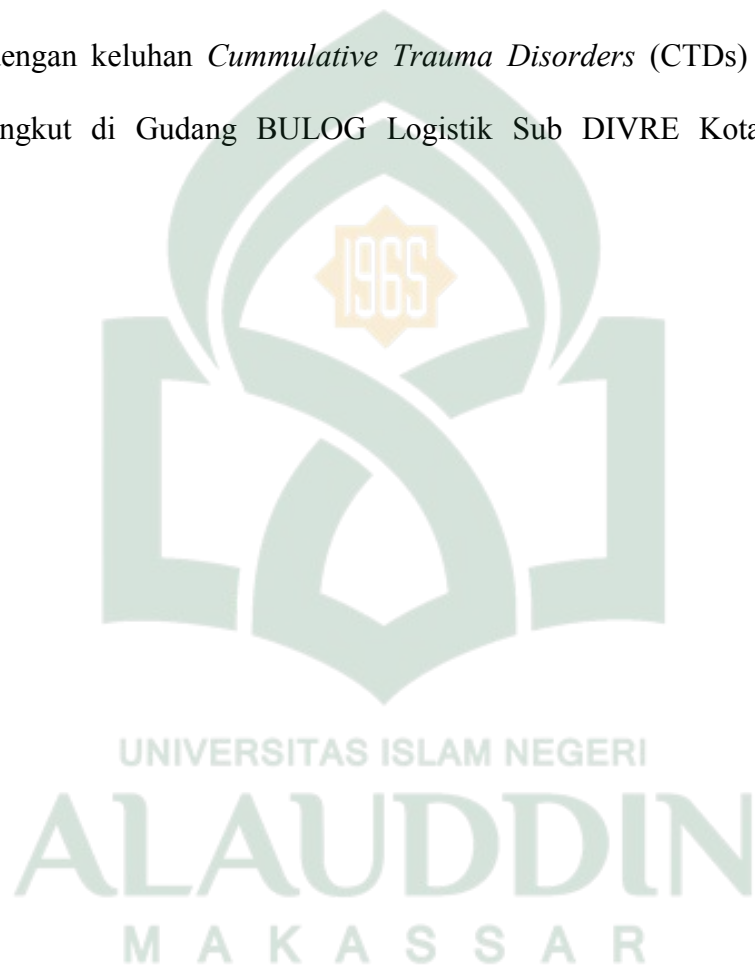 dengan keluhan Cummulative Trauma Disorders (CTDs)
ngkut di Gudang BULOG Logistik Sub DIVRE Kota
1965
UNIVERSITAS ISLAM NEGERI
ALAUDDIN
MAKASSAR